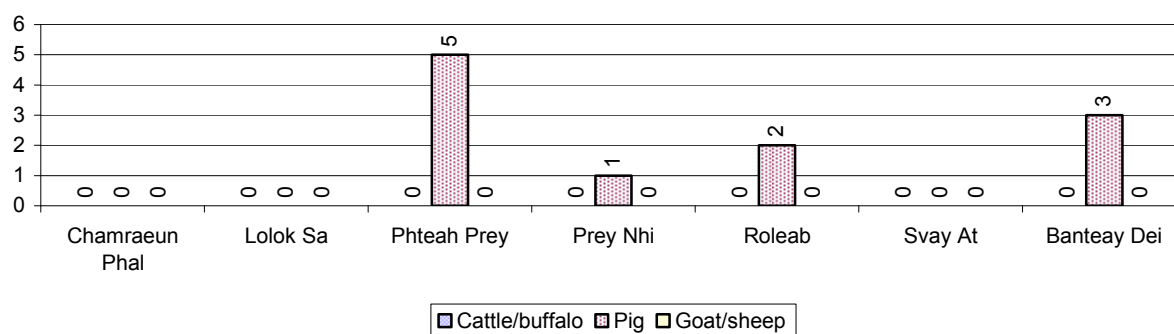 6
5
4
3
2
1
0
0 0 0 0 0 0 0 5 0 0 1 0 0 2 0 0 0 0 0 3 0
Chamraeun Phal Lolok Sa Phteah Prey Prey Nhi Roleab Svay At Banteay Dei
Cattle/buffalo Pig Goat/sheep